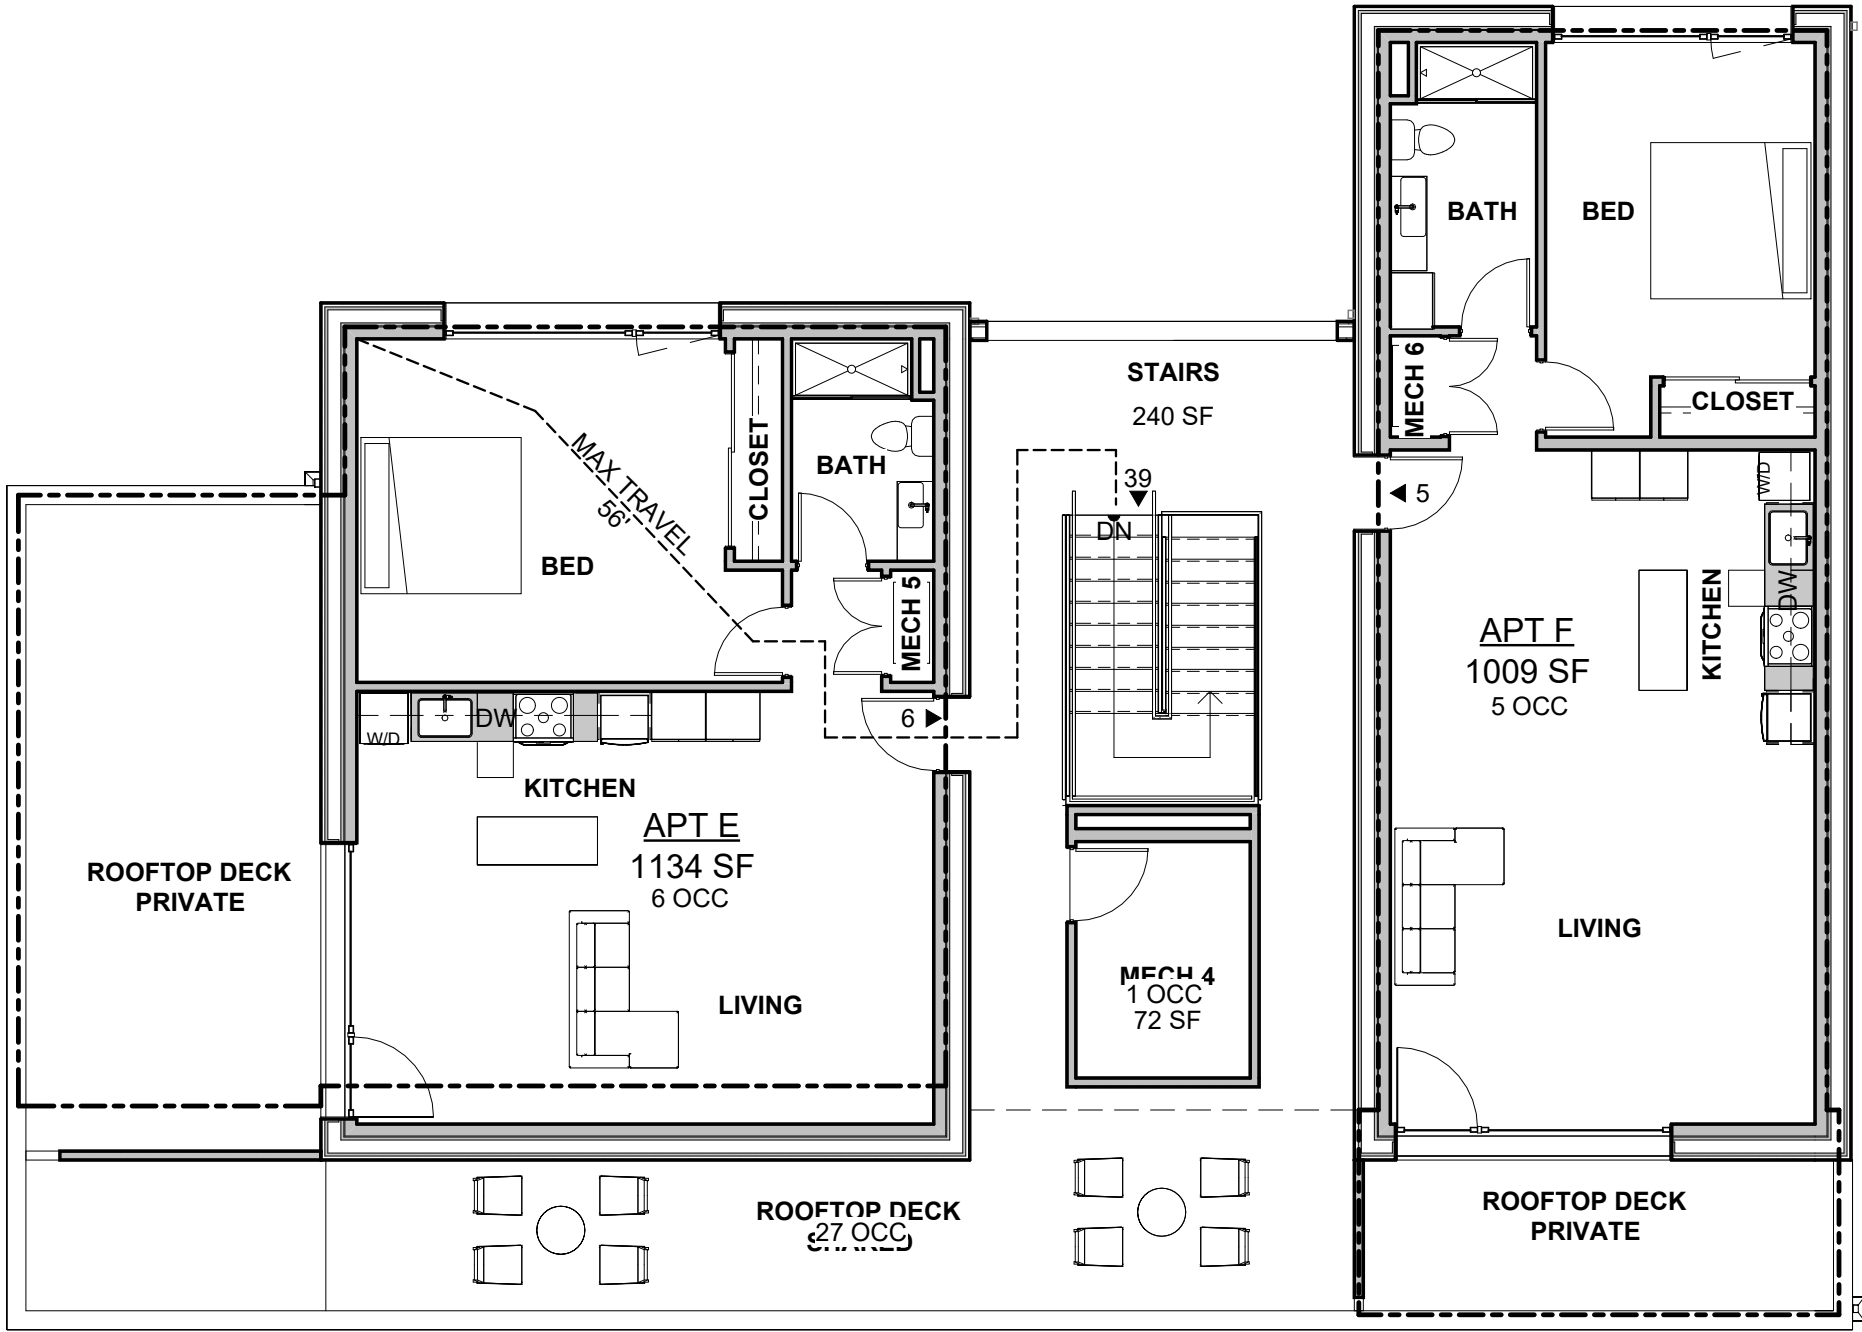 BATH
BED
MECH 6
CLOSET
STAIRS
240 SF
MAX TRAVEL
56'
CLOSET
BATH
BED
MECH 5
39
DN
5
W/D
DW
KITCHEN
APT F
1009 SF
5 OCC
6
W/D
DW
KITCHEN
APT E
1134 SF
6 OCC
ROOFTOP DECK
PRIVATE
LIVING
LIVING
MECH 4
1 OCC
72 SF
ROOFTOP DECK
27 OCC
SHARED
ROOFTOP DECK
PRIVATE